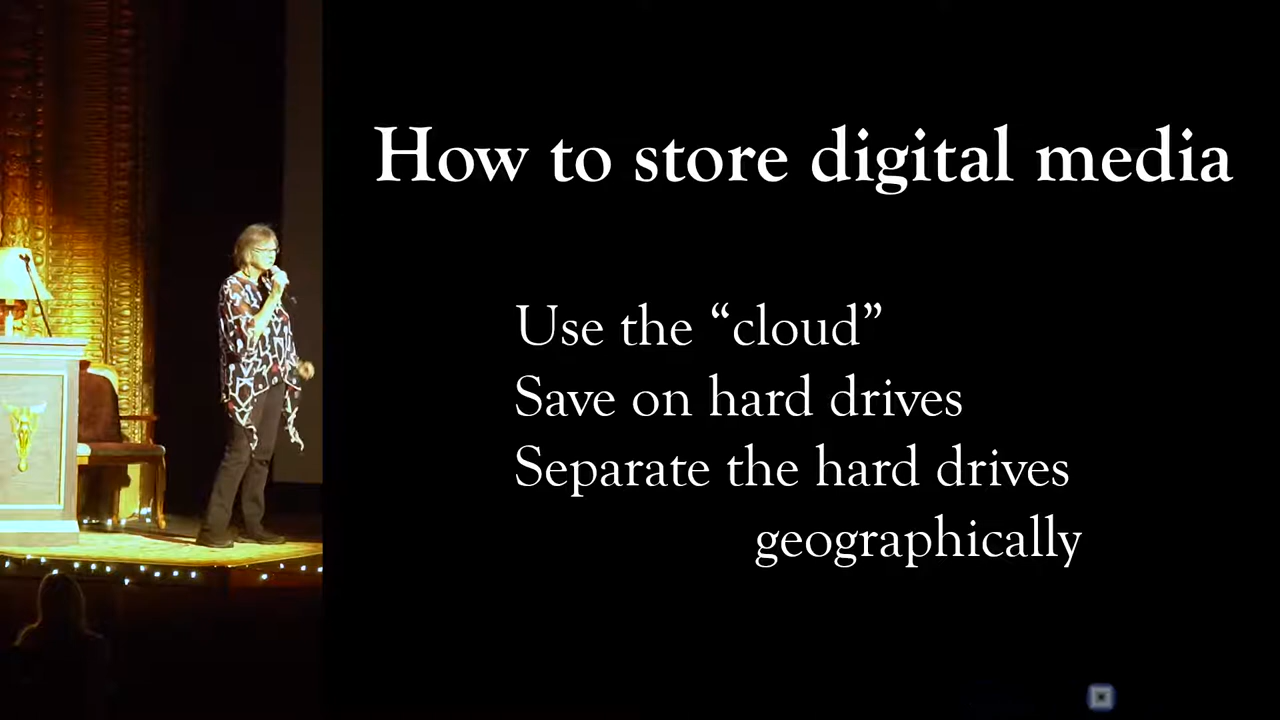 How to store digital media
Use the “cloud”
Save on hard drives
Separate the hard drives
geographically